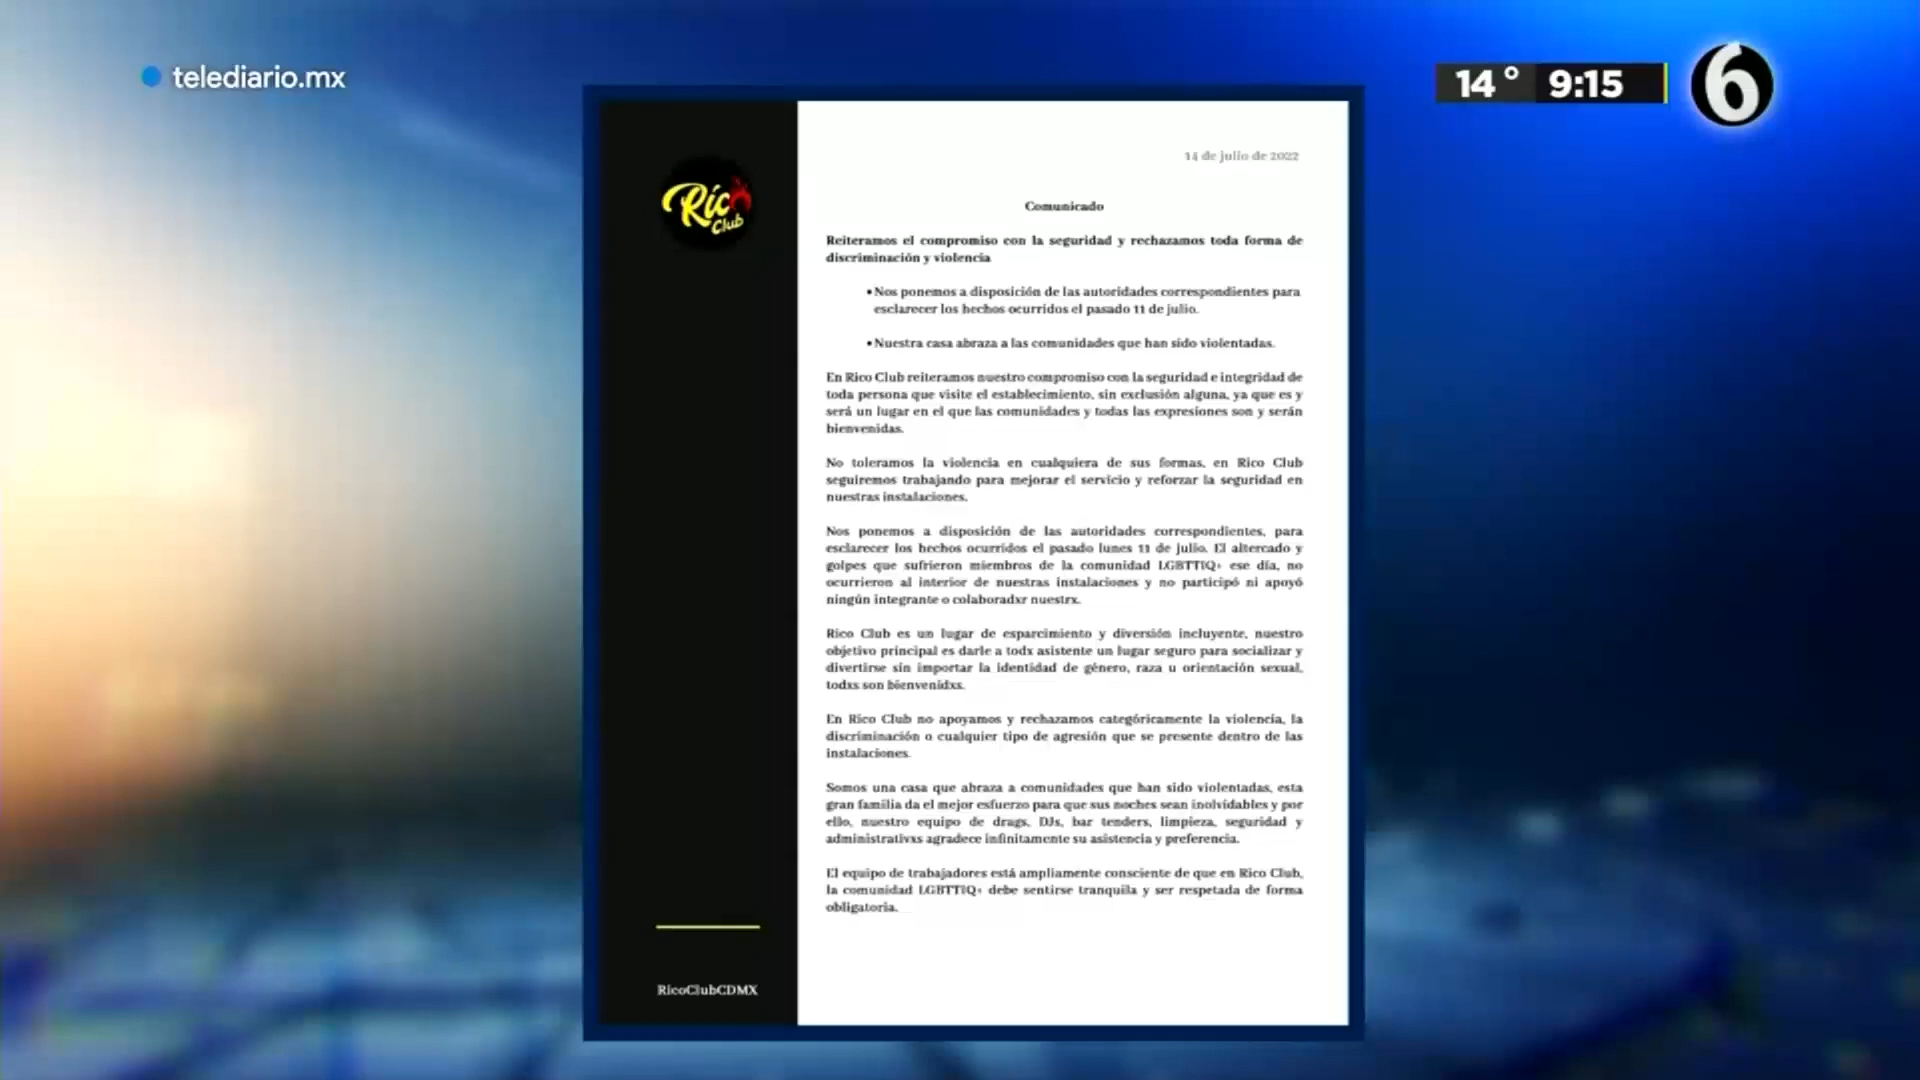 telediario.mx
14° 9:15
6
Rico
Club
14 de julio de 2022
Comunicado
Reiteramos el compromiso con la seguridad y rechazamos toda forma de
discriminación y violencia
•Nos ponemos a disposición de las autoridades correspondientes para
esclarecer los hechos ocurridos el pasado 11 de julio.
•Nuestra casa abraza a las comunidades que han sido violentadas.
En Rico Club reiteramos nuestro compromiso con la seguridad e integridad de
toda persona que visite el establecimiento, sin exclusión alguna, ya que es y
será un lugar en el que las comunidades y todas las expresiones son y serán
bienvenidas.
No toleramos la violencia en cualquiera de sus formas, en Rico Club
seguiremos trabajando para mejorar el servicio y reforzar la seguridad en
nuestras instalaciones.
Nos ponemos a disposición de las autoridades correspondientes, para
esclarecer los hechos ocurridos el pasado lunes 11 de julio. El altercado y
golpes que sufrieron miembros de la comunidad LGBTTIQ+ ese día, no
ocurrieron al interior de nuestras instalaciones y no participó ni apoyó
ningún integrante o colaboradxr nuestrx.
Rico Club es un lugar de esparcimiento y diversión incluyente, nuestro
objetivo principal es darle a todx asistente un lugar seguro para socializar y
divertirse sin importar la identidad de género, raza u orientación sexual,
todxs son bienvenidxs.
En Rico Club no apoyamos y rechazamos categóricamente la violencia, la
discriminación o cualquier tipo de agresión que se presente dentro de las
instalaciones.
Somos una casa que abraza a comunidades que han sido violentadas, esta
gran familia da el mejor esfuerzo para que sus noches sean inolvidables y por
ello, nuestro equipo de drags, DJs, bar tenders, limpieza, seguridad y
administrativxs agradece infinitamente su asistencia y preferencia.
El equipo de trabajadores está ampliamente consciente de que en Rico Club,
la comunidad LGBTTIQ+ debe sentirse tranquila y ser respetada de forma
obligatoria.
RicoClubCDMX